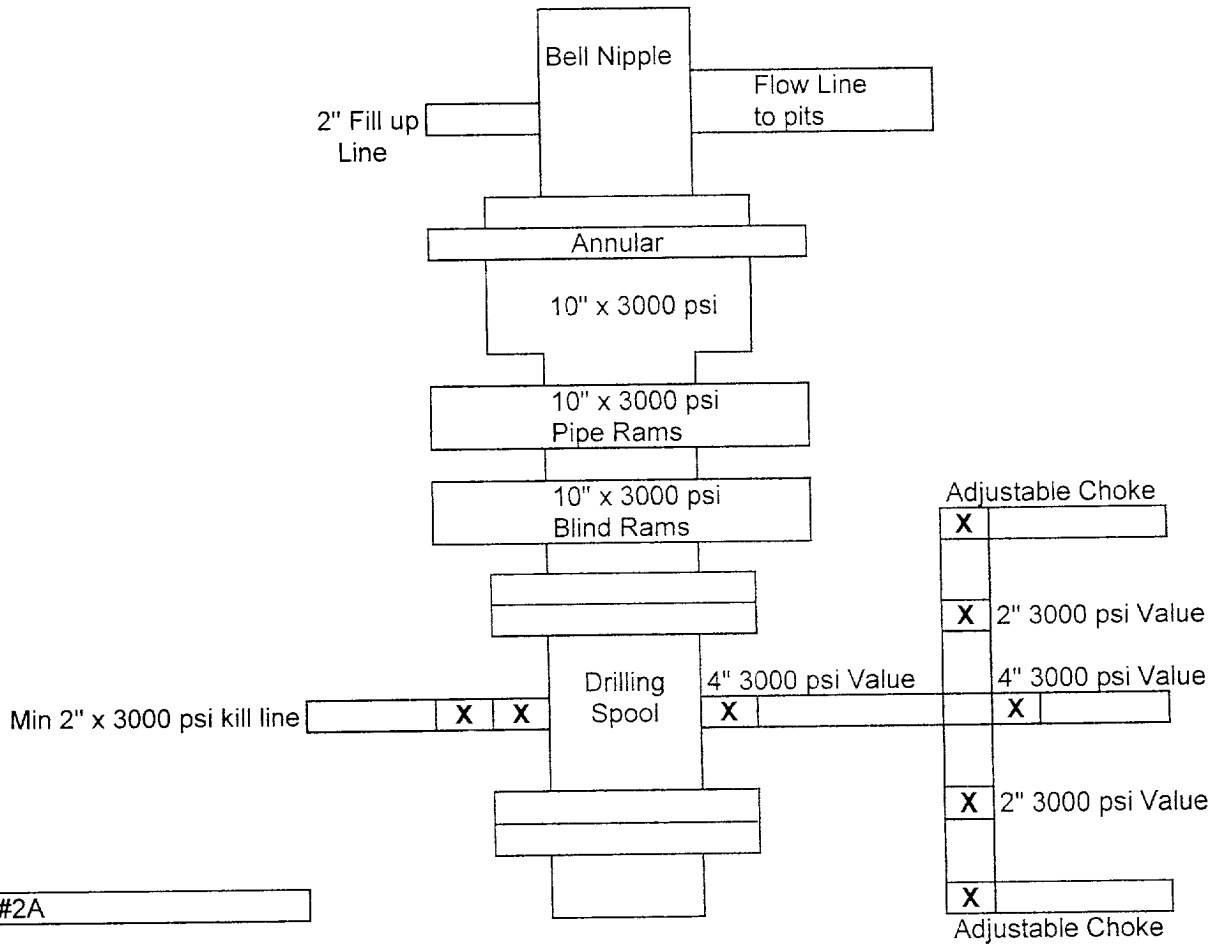 Bell Nipple
Flow Line
to pits
2" Fill up
Line
Annular
10" x 3000 psi
10" x 3000 psi
Pipe Rams
10" x 3000 psi
Blind Rams
Adjustable Choke
X
X 2" 3000 psi Value
Drilling
Spool
4" 3000 psi Value
4" 3000 psi Value
Min 2" x 3000 psi kill line
X X
X
X
X 2" 3000 psi Value
X
Adjustable Choke
#2A